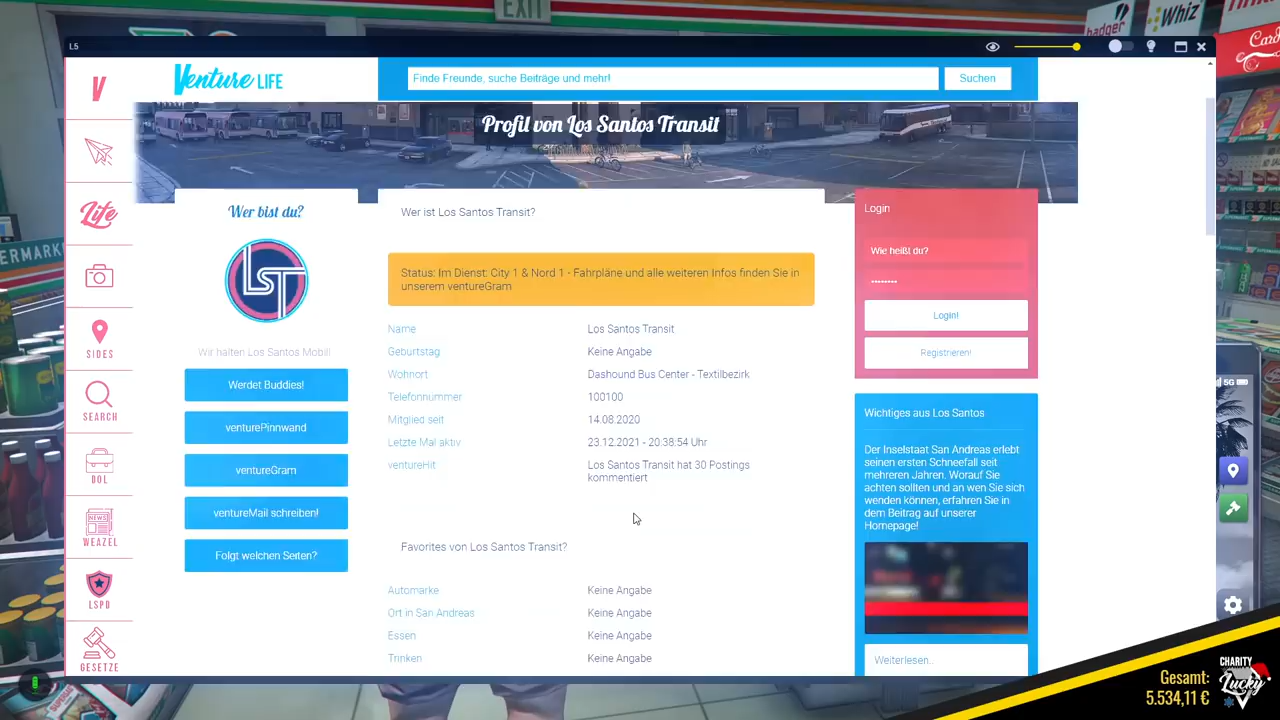 EXIT
badger
Whiz
L5
V
Venture LIFE
Finde Freunde, suche Beiträge und mehr!
Suchen
Profil von Los Santos Transit
Life
SIDES
SEARCH
DOL
NEWS
WEAZEL
LSPD
GESETZE
Wer bist du?
LST
Wir halten Los Santos Mobil!
Werdet Buddies!
venturePinnwand
ventureGram
ventureMail schreiben!
Folgt welchen Seiten?
Wer ist Los Santos Transit?
Status: Im Dienst: City 1 & Nord 1 - Fahrpläne und alle weiteren Infos finden Sie in
unserem ventureGram
Name Los Santos Transit
Geburtstag Keine Angabe
Wohnort Dashound Bus Center - Textilbezirk
Telefonnummer 100100
Mitglied seit 14.08.2020
Letzte Mal aktiv 23.12.2021 - 20:38:54 Uhr
ventureHit Los Santos Transit hat 30 Postings
kommentiert
Favorites von Los Santos Transit?
Automarke Keine Angabe
Ort in San Andreas Keine Angabe
Essen Keine Angabe
Trinken Keine Angabe
Login
Wie heißt du?
••••••••
Login!
Registrieren!
Wichtiges aus Los Santos
Der Inselstaat San Andreas erlebt
seinen ersten Schneefall seit
mehreren Jahren. Worauf Sie
achten sollten und an wen Sie sich
wenden können, erfahren Sie in
dem Beitrag auf unserer
Homepage!
Weiterlesen..
5G
Gesamt:
5.534,11 €
CHARITY
Lucky